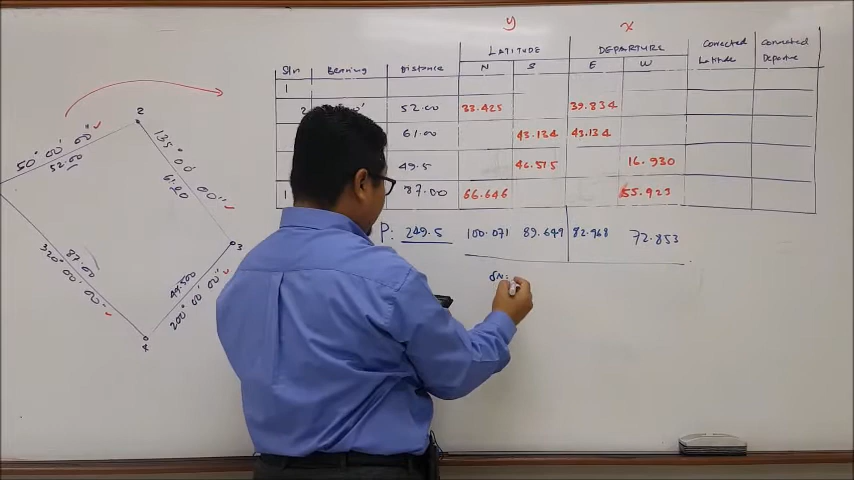 y x
LATITUDE DEPARTURE Corrected Latitude Corrected Departure
Stn Bearing Distance N S E W
1
2 00' 52.00 33.425 39.834
61.00 43.134 43.134
49.5 46.515 16.930
1 87.00 66.646 55.923
P: 249.5 100.071 89.649 82.968 72.853
δN:
2
50° 00' 00"
52.00
135° 00' 00"
61.00
3
49.500
200° 00' 00"
87.00
320° 00' 00"
4